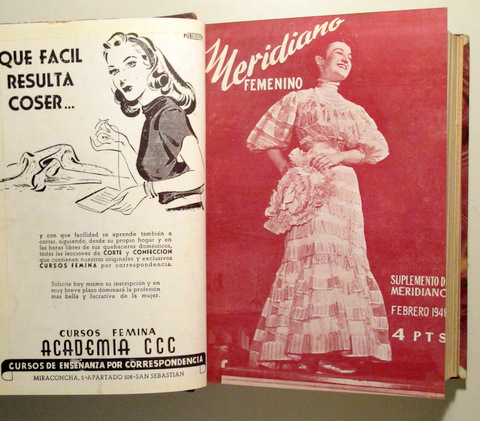 QUE FACIL
RESULTA
COSER...
y con que facilidad se aprende también a
cortar, siguiendo, desde su propio hogar y en
las horas libres de sus quehaceres domésticos,
todas las lecciones de CORTE y CONFECCION
que contienen nuestros originales y exclusivos
CURSOS FEMINA por correspondencia.
Solicite hoy mismo su inscripción y en
muy breve plazo dominará la profesión
más bella y lucrativa de la mujer.
CURSOS FEMINA
ACADEMIA CCC
CURSOS DE ENSEÑANZA POR CORRESPONDENCIA
MIRACONCHA, 5 • APARTADO 108 • SAN SEBASTIAN
Meridiano
FEMENINO
SUPLEMENTO DE
MERIDIANO
FEBRERO
4 PTS